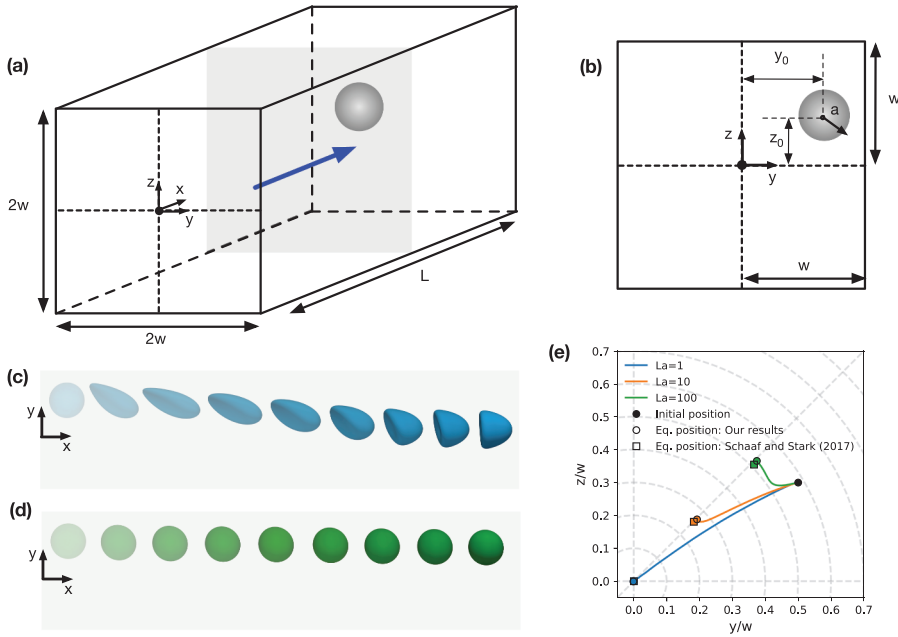 (a)
z
x
y
2w
2w
L
(b)
y0
a
z0
z
y
w
w
(c)
y
x
(d)
y
x
(e)
La=1
La=10
La=100
Initial position
Eq. position: Our results
Eq. position: Schaaf and Stark (2017)
z/w
0.7
0.6
0.5
0.4
0.3
0.2
0.1
0.0
0.0 0.1 0.2 0.3 0.4 0.5 0.6 0.7
y/w